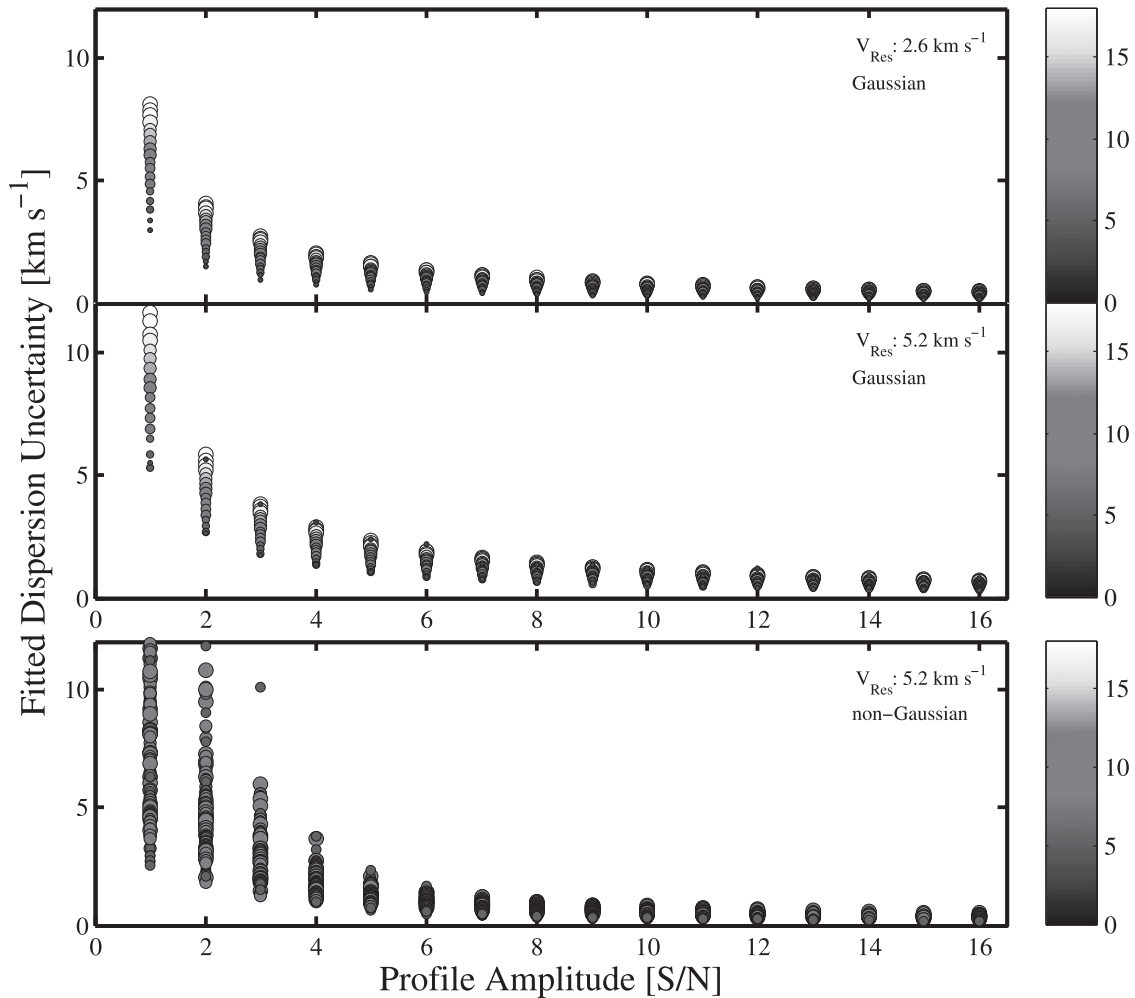 Fitted Dispersion Uncertainty [km s⁻¹]
10
5
0
V_Res: 2.6 km s⁻¹
Gaussian
15
10
5
0
10
5
0
V_Res: 5.2 km s⁻¹
Gaussian
0 2 4 6 8 10 12 14 16
15
10
5
0
10
5
0
V_Res: 5.2 km s⁻¹
non-Gaussian
0 2 4 6 8 10 12 14 16
15
10
5
0
Profile Amplitude [S/N]